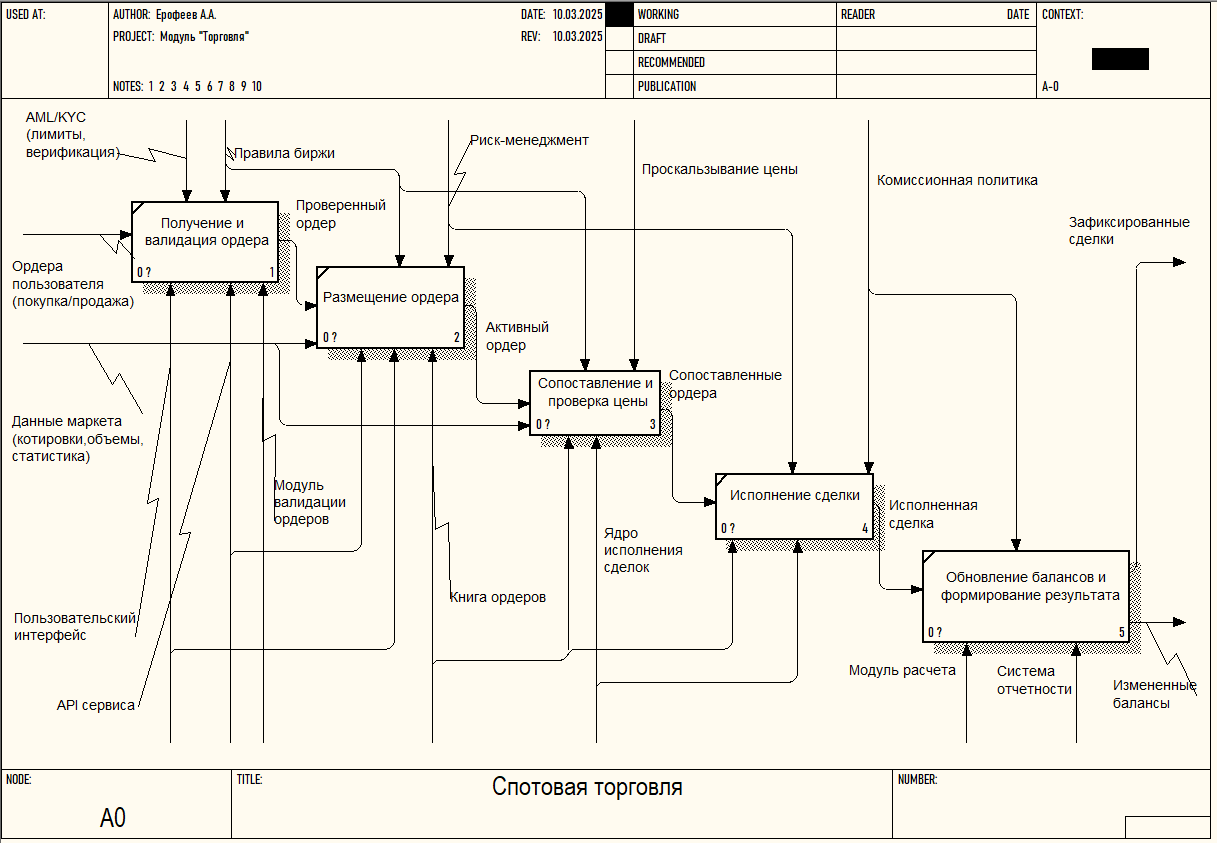 USED AT:
AUTHOR: Ерофеев А.А.
DATE: 10.03.2025
PROJECT: Модуль "Торговля"
REV: 10.03.2025
NOTES: 1 2 3 4 5 6 7 8 9 10
WORKING
DRAFT
RECOMMENDED
PUBLICATION
READER
DATE
CONTEXT:
A-0
AML/KYC
(лимиты,
верификация)
Правила биржи
Риск-менеджмент
Проскальзывание цены
Комиссионная политика
Зафиксированные
сделки
Получение и
валидация ордера
0 ?
1
Проверенный
ордер
Ордера
пользователя
(покупка/продажа)
Размещение ордера
0 ?
2
Активный
ордер
Данные маркета
(котировки,объемы,
статистика)
Сопоставление и
проверка цены
0 ?
3
Сопоставленные
ордера
Модуль
валидации
ордеров
Исполнение сделки
0 ?
4
Исполненная
сделка
Ядро
исполнения
сделок
Книга ордеров
Обновление балансов и
формирование результата
0 ?
5
Пользовательский
интерфейс
API сервиса
Модуль расчета
Система
отчетности
Измененные
балансы
NODE:
A0
TITLE:
Спотовая торговля
NUMBER: